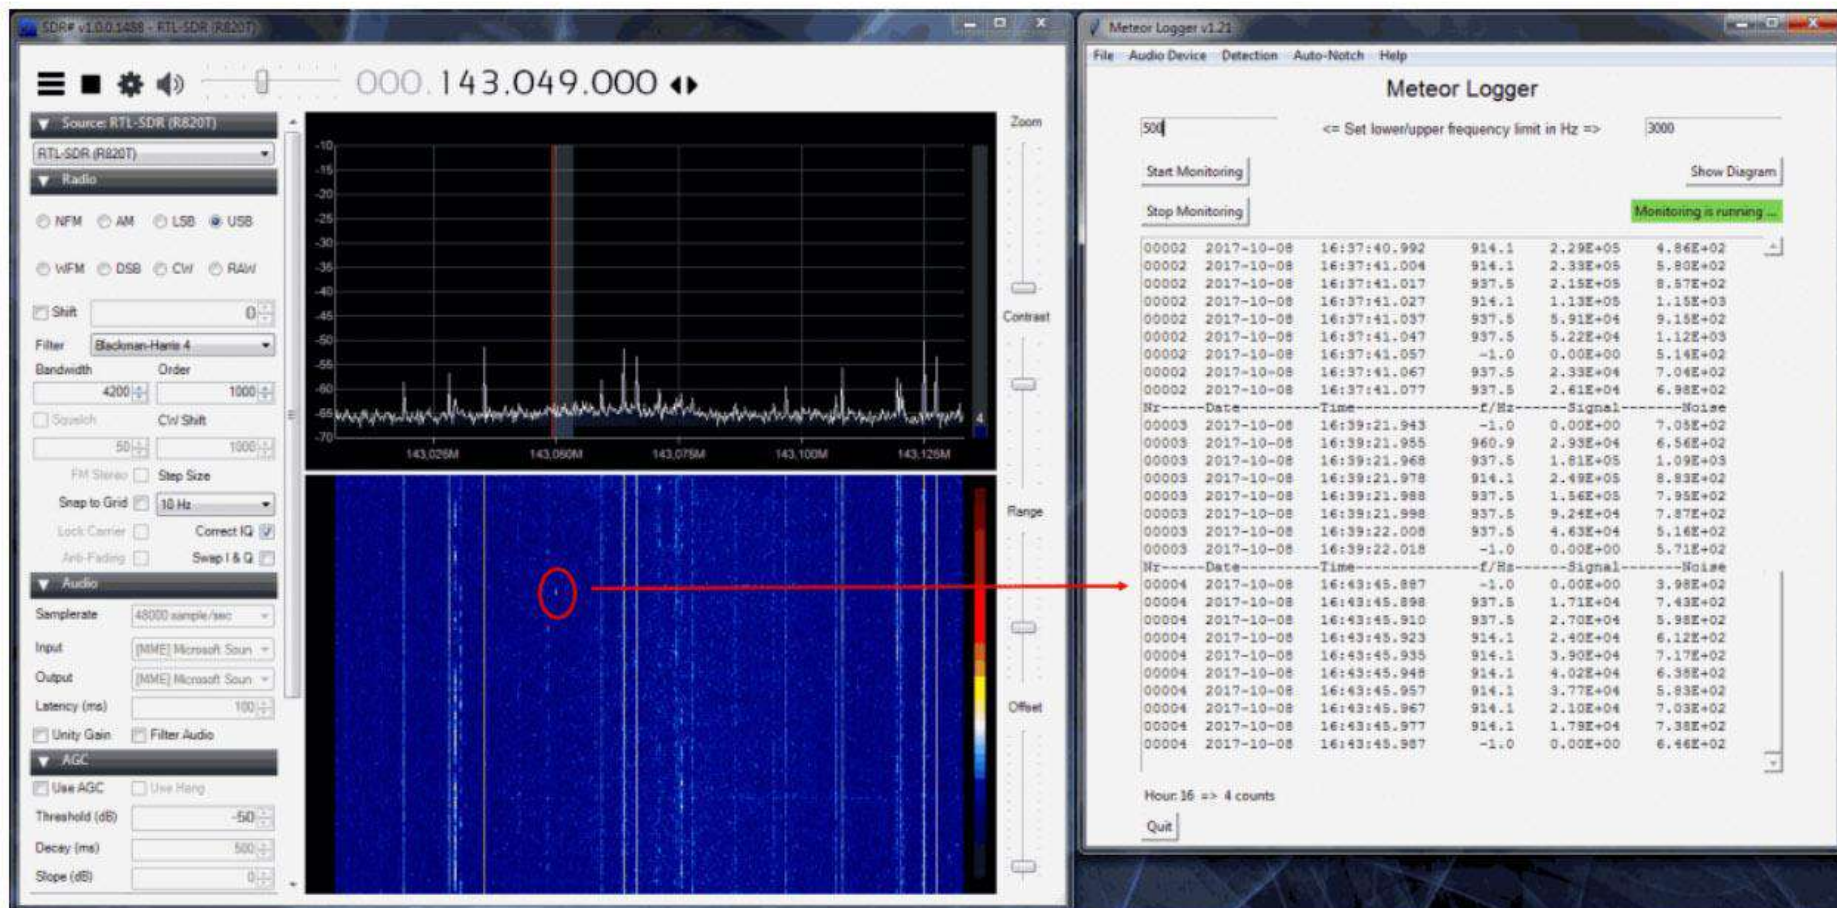 SDR# v1.0.0.1488 - RTL-SDR (R820T)
000.143.049.000
Source: RTL-SDR (R820T)
RTL-SDR (R820T)
Radio
NFM AM LSB USB
WFM DSB CW RAW
Shift 0
Filter Blackman-Harris 4
Bandwidth Order
4200 1000
Squelch CW Shift
50 1000
FM Stereo Step Size
Snap to Grid 10 Hz
Lock Carrier Correct IQ
Anti-Fading Swap I & Q
Audio
Samplerate 48000 sample/sec
Input [MME] Microsoft Soun
Output [MME] Microsoft Soun
Latency (ms) 100
Unity Gain Filter Audio
AGC
Use AGC Use Hang
Threshold (dB) -50
Decay (ms) 500
Slope (dB) 0
-10
-15
-20
-25
-30
-35
-40
-45
-50
-55
-60
-65
-70
143,025M 143,050M 143,075M 143,100M 143,125M
4
Zoom
Contrast
Range
Offset
Meteor Logger v1.21
File Audio Device Detection Auto-Notch Help
Meteor Logger
500 <= Set lower/upper frequency limit in Hz => 3000
Start Monitoring Show Diagram
Stop Monitoring Monitoring is running ...
00002 2017-10-08 16:37:40.992 914.1 2.29E+05 4.86E+02
00002 2017-10-08 16:37:41.004 914.1 2.33E+05 5.80E+02
00002 2017-10-08 16:37:41.017 937.5 2.15E+05 8.57E+02
00002 2017-10-08 16:37:41.027 914.1 1.13E+05 1.15E+03
00002 2017-10-08 16:37:41.037 937.5 5.91E+04 9.15E+02
00002 2017-10-08 16:37:41.047 937.5 5.22E+04 1.12E+03
00002 2017-10-08 16:37:41.057 -1.0 0.00E+00 5.14E+02
00002 2017-10-08 16:37:41.067 937.5 2.33E+04 7.04E+02
00002 2017-10-08 16:37:41.077 937.5 2.61E+04 6.98E+02
Nr-----Date---------Time--------------f/Hz------Signal-------Noise
00003 2017-10-08 16:39:21.943 -1.0 0.00E+00 7.05E+02
00003 2017-10-08 16:39:21.955 960.9 2.93E+04 6.56E+02
00003 2017-10-08 16:39:21.968 937.5 1.81E+05 1.09E+03
00003 2017-10-08 16:39:21.978 914.1 2.49E+05 8.83E+02
00003 2017-10-08 16:39:21.988 937.5 1.56E+05 7.95E+02
00003 2017-10-08 16:39:21.998 937.5 9.24E+04 7.87E+02
00003 2017-10-08 16:39:22.008 937.5 4.63E+04 5.16E+02
00003 2017-10-08 16:39:22.018 -1.0 0.00E+00 5.71E+02
Nr-----Date---------Time--------------f/Hz------Signal-------Noise
00004 2017-10-08 16:43:45.887 -1.0 0.00E+00 3.98E+02
00004 2017-10-08 16:43:45.898 937.5 1.71E+04 7.43E+02
00004 2017-10-08 16:43:45.910 937.5 2.70E+04 5.98E+02
00004 2017-10-08 16:43:45.923 914.1 2.40E+04 6.12E+02
00004 2017-10-08 16:43:45.935 914.1 3.90E+04 7.17E+02
00004 2017-10-08 16:43:45.948 914.1 4.02E+04 6.38E+02
00004 2017-10-08 16:43:45.957 914.1 3.77E+04 5.83E+02
00004 2017-10-08 16:43:45.967 914.1 2.10E+04 7.03E+02
00004 2017-10-08 16:43:45.977 914.1 1.79E+04 7.38E+02
00004 2017-10-08 16:43:45.987 -1.0 0.00E+00 6.46E+02
Hour: 16 => 4 counts
Quit